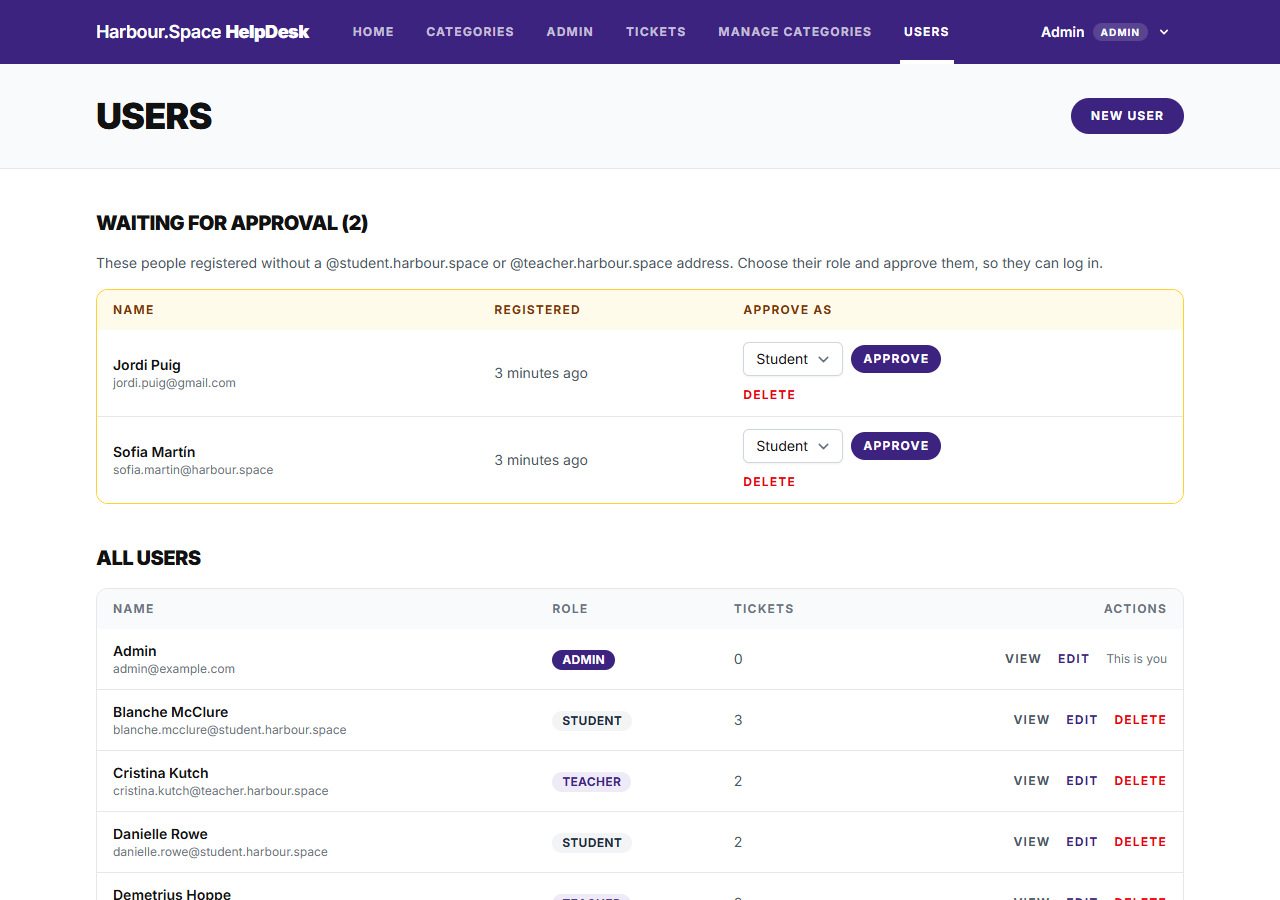 Harbour.Space HelpDesk HOME CATEGORIES ADMIN TICKETS MANAGE CATEGORIES USERS Admin ADMIN
USERS NEW USER
WAITING FOR APPROVAL (2)
These people registered without a @student.harbour.space or @teacher.harbour.space address. Choose their role and approve them, so they can log in.
NAME REGISTERED APPROVE AS
Jordi Puig
jordi.puig@gmail.com
3 minutes ago
Student APPROVE
DELETE
Sofia Martín
sofia.martin@harbour.space
3 minutes ago
Student APPROVE
DELETE
ALL USERS
NAME ROLE TICKETS ACTIONS
Admin
admin@example.com
ADMIN 0 VIEW EDIT This is you
Blanche McClure
blanche.mcclure@student.harbour.space
STUDENT 3 VIEW EDIT DELETE
Cristina Kutch
cristina.kutch@teacher.harbour.space
TEACHER 2 VIEW EDIT DELETE
Danielle Rowe
danielle.rowe@student.harbour.space
STUDENT 2 VIEW EDIT DELETE
Demetrius Hoppe